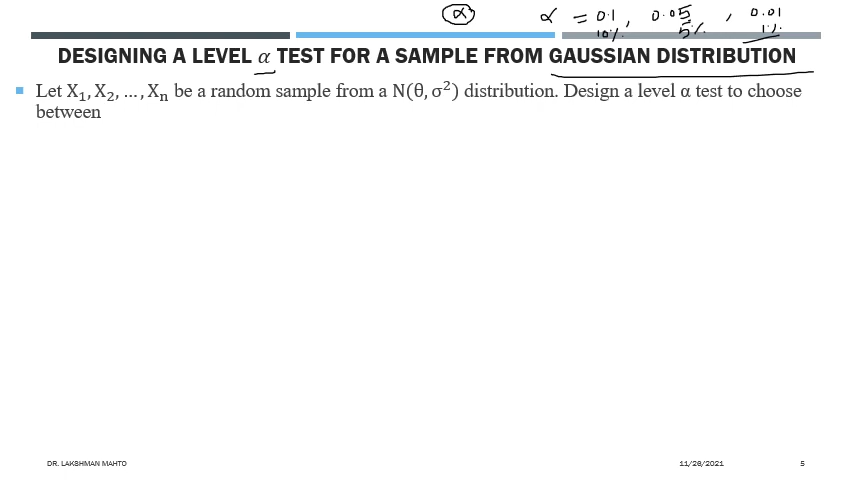 α α = 0.1, 0.05, 0.01
10% 5% 1%
DESIGNING A LEVEL α TEST FOR A SAMPLE FROM GAUSSIAN DISTRIBUTION
Let X₁, X₂, …, Xₙ be a random sample from a N(θ, σ²) distribution. Design a level α test to choose
between
DR. LAKSHMAN MAHTO 11/28/2021 5